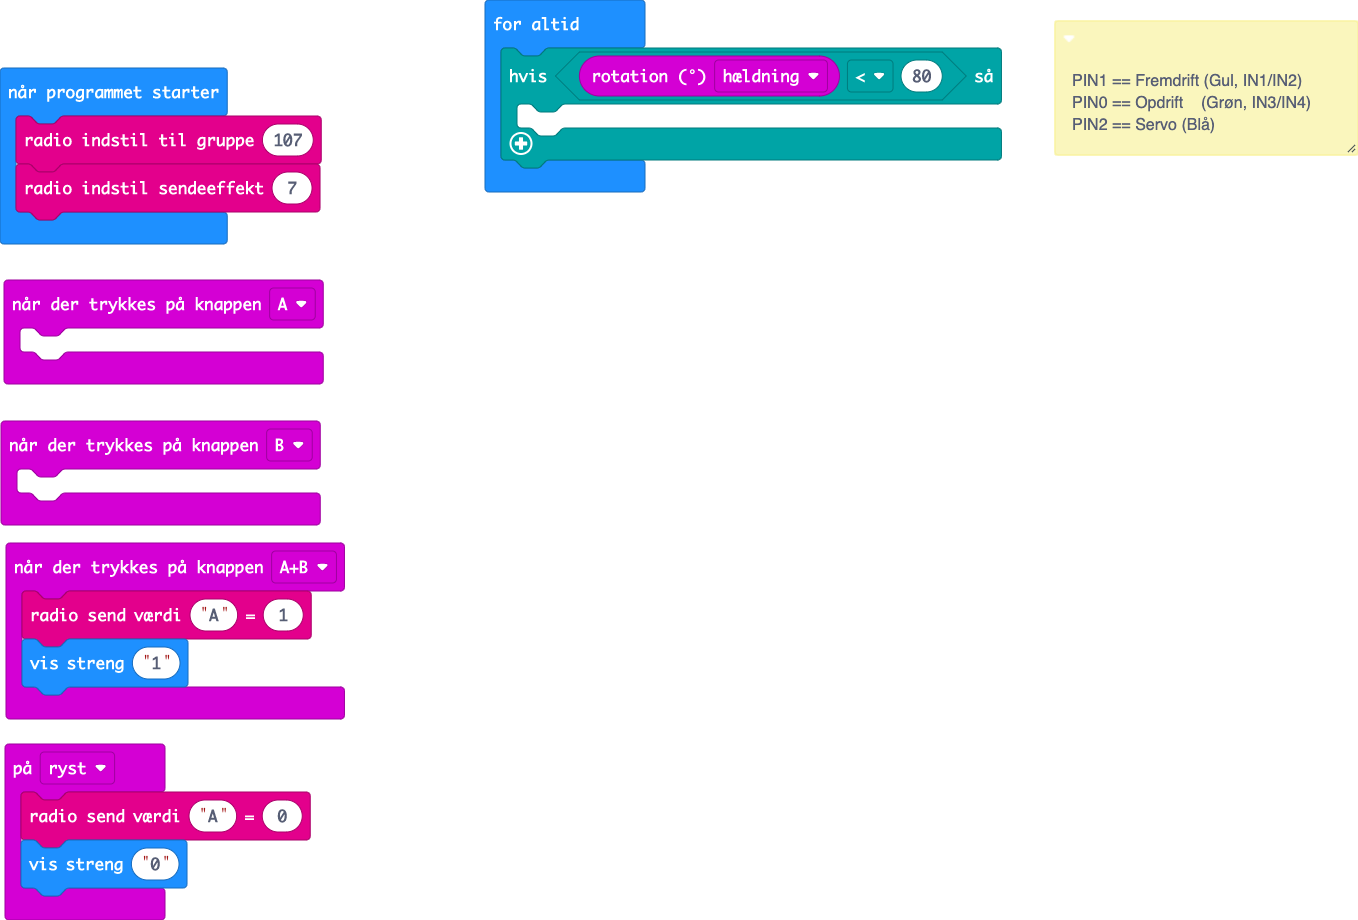 når programmet starter
radio indstil til gruppe 107
radio indstil sendeeffekt 7
når der trykkes på knappen A
når der trykkes på knappen B
når der trykkes på knappen A+B
radio send værdi "A" = 1
vis streng "1"
på ryst
radio send værdi "A" = 0
vis streng "0"
for altid
hvis rotation (°) hældning < 80 så
PIN1 == Fremdrift (Gul, IN1/IN2)
PIN0 == Opdrift (Grøn, IN3/IN4)
PIN2 == Servo (Blå)